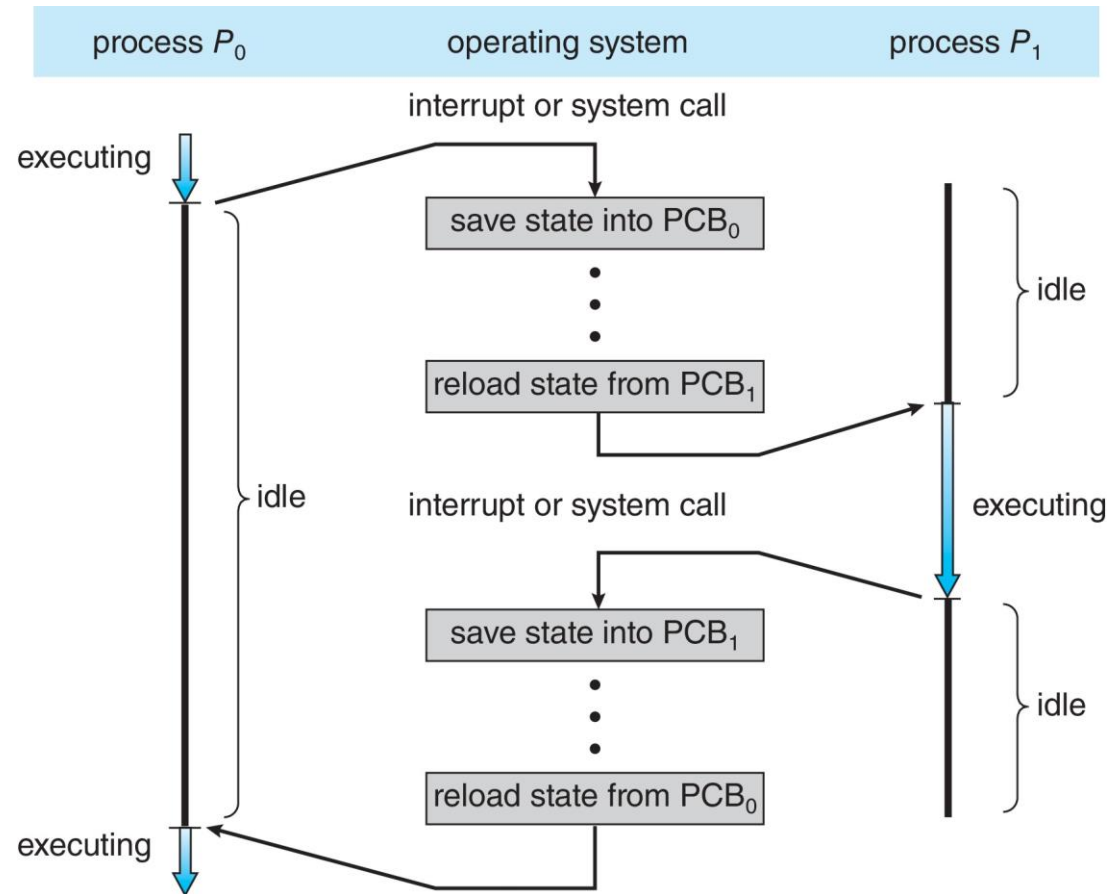 process P₀
operating system
process P₁
interrupt or system call
executing
save state into PCB₀
idle
reload state from PCB₁
idle
interrupt or system call
executing
save state into PCB₁
idle
reload state from PCB₀
executing